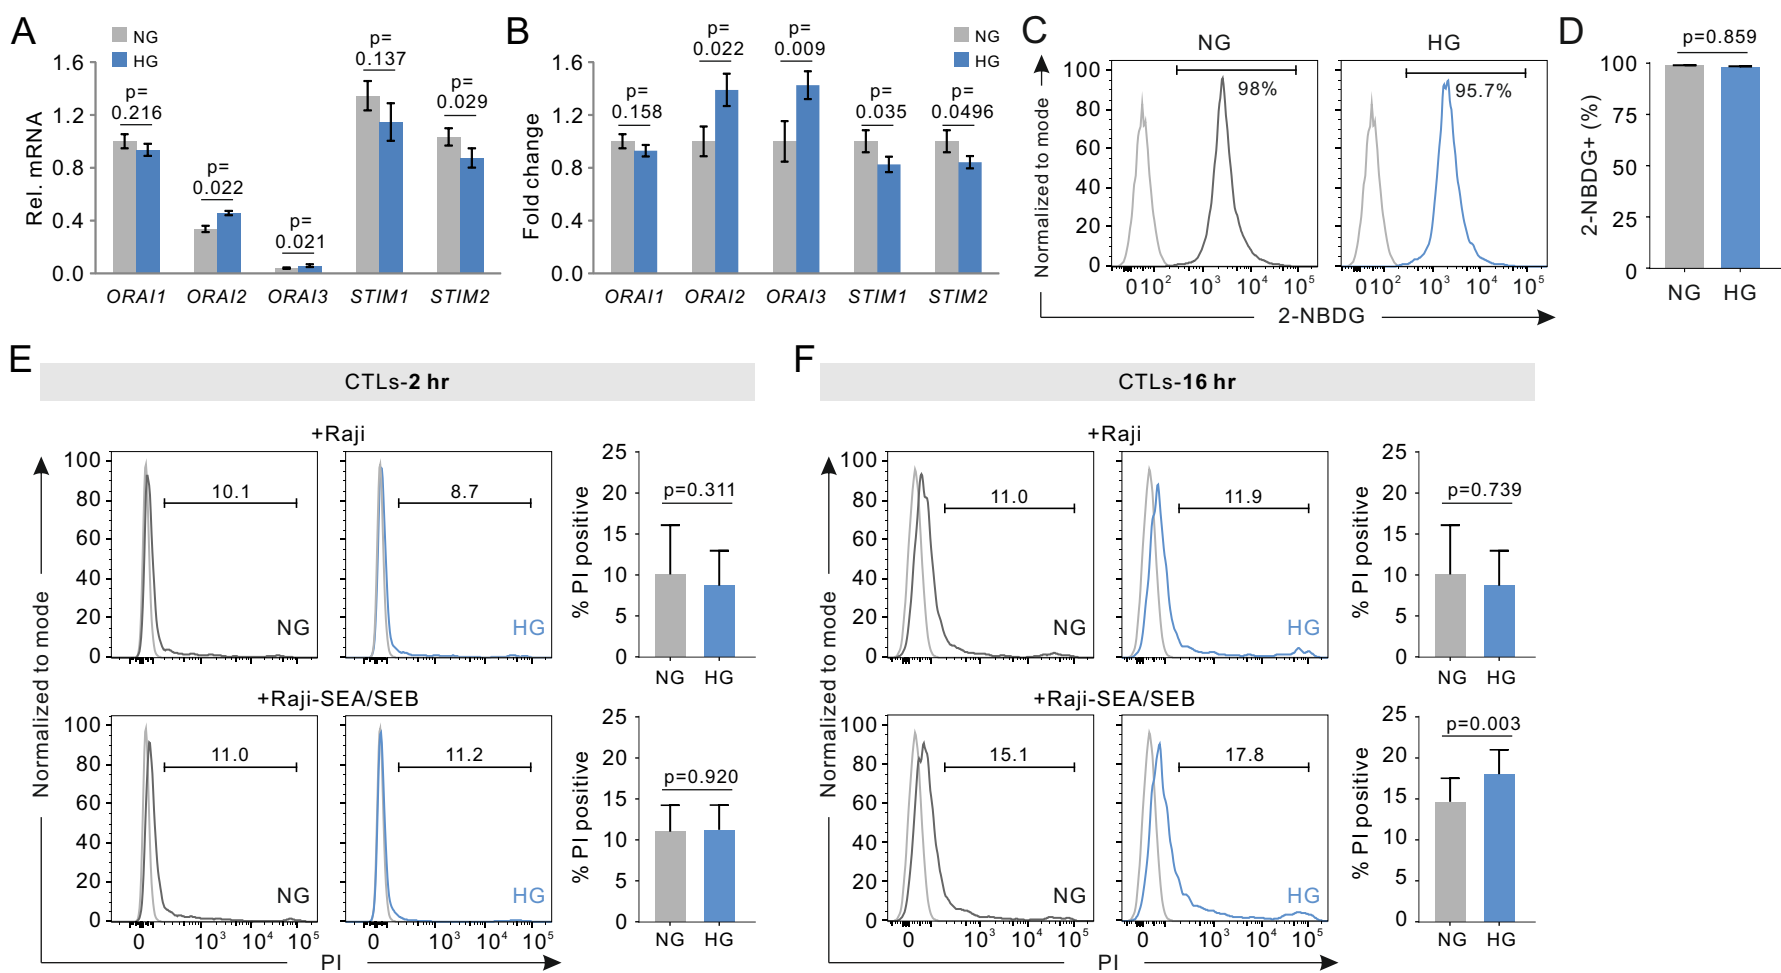 A
NG
HG
Rel. mRNA
1.6
1.2
0.8
0.4
0.0
p=
0.216
p=
0.022
p=
0.021
p=
0.137
p=
0.029
ORAI1 ORAI2 ORAI3 STIM1 STIM2
B
NG
HG
Fold change
1.6
1.2
0.8
0.4
0.0
p=
0.158
p=
0.022
p=
0.009
p=
0.035
p=
0.0496
ORAI1 ORAI2 ORAI3 STIM1 STIM2
C
NG HG
Normalized to mode
100
80
60
40
20
0
98%
95.7%
0 10² 10³ 10⁴ 10⁵
0 10² 10³ 10⁴ 10⁵
2-NBDG
D
p=0.859
2-NBDG+ (%)
100
75
50
25
0
NG HG
E
CTLs-2 hr
+Raji
Normalized to mode
100
80
60
40
20
0
10.1
NG
8.7
HG
% PI positive
25
20
15
10
5
0
p=0.311
NG HG
+Raji-SEA/SEB
100
80
60
40
20
0
11.0
NG
11.2
HG
0 10³ 10⁴ 10⁵
0 10³ 10⁴ 10⁵
PI
% PI positive
25
20
15
10
5
0
p=0.920
NG HG
F
CTLs-16 hr
+Raji
Normalized to mode
100
80
60
40
20
0
11.0
NG
11.9
HG
% PI positive
25
20
15
10
5
0
p=0.739
NG HG
+Raji-SEA/SEB
100
80
60
40
20
0
15.1
NG
17.8
HG
0 10³ 10⁴ 10⁵
0 10³ 10⁴ 10⁵
PI
% PI positive
25
20
15
10
5
0
p=0.003
NG HG